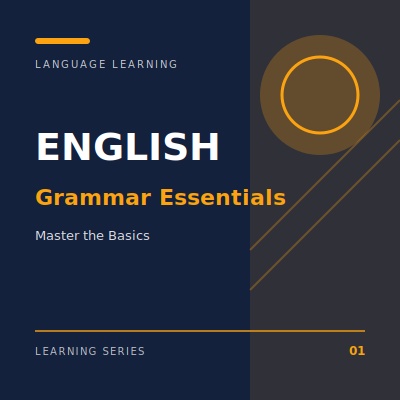 LANGUAGE LEARNING
ENGLISH
Grammar Essentials
Master the Basics
LEARNING SERIES 01